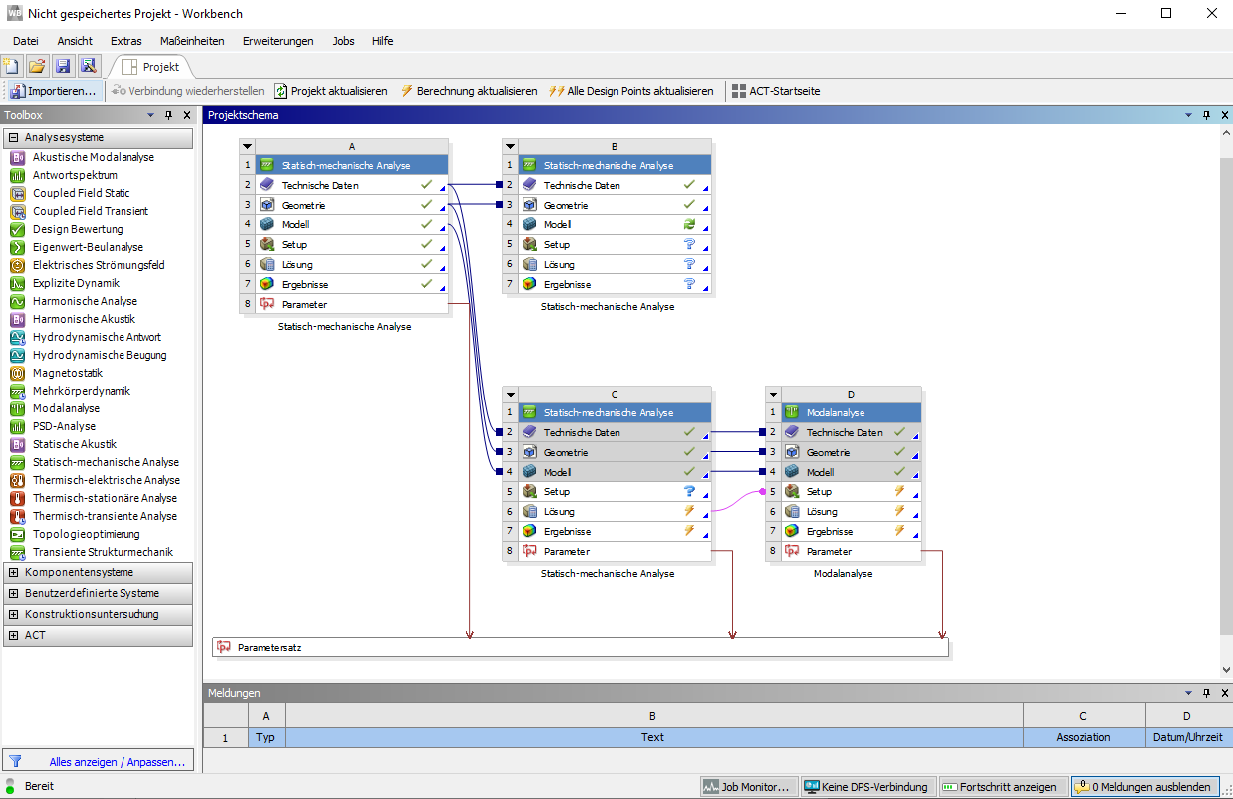 Nicht gespeichertes Projekt - Workbench
Datei Ansicht Extras Maßeinheiten Erweiterungen Jobs Hilfe
Projekt
Importieren... Verbindung wiederherstellen Projekt aktualisieren Berechnung aktualisieren Alle Design Points aktualisieren ACT-Startseite
Toolbox
Analysesysteme
Akustische Modalanalyse
Antwortspektrum
Coupled Field Static
Coupled Field Transient
Design Bewertung
Eigenwert-Beulanalyse
Elektrisches Strömungsfeld
Explizite Dynamik
Harmonische Analyse
Harmonische Akustik
Hydrodynamische Antwort
Hydrodynamische Beugung
Magnetostatik
Mehrkörperdynamik
Modalanalyse
PSD-Analyse
Statische Akustik
Statisch-mechanische Analyse
Thermisch-elektrische Analyse
Thermisch-stationäre Analyse
Thermisch-transiente Analyse
Topologieoptimierung
Transiente Strukturmechanik
Komponentensysteme
Benutzerdefinierte Systeme
Konstruktionsuntersuchung
ACT
Alles anzeigen / Anpassen...
Projektschema
A
1 Statisch-mechanische Analyse
2 Technische Daten
3 Geometrie
4 Modell
5 Setup
6 Lösung
7 Ergebnisse
8 Parameter
Statisch-mechanische Analyse
B
1 Statisch-mechanische Analyse
2 Technische Daten
3 Geometrie
4 Modell
5 Setup
6 Lösung
7 Ergebnisse
Statisch-mechanische Analyse
C
1 Statisch-mechanische Analyse
2 Technische Daten
3 Geometrie
4 Modell
5 Setup
6 Lösung
7 Ergebnisse
8 Parameter
Statisch-mechanische Analyse
D
1 Modalanalyse
2 Technische Daten
3 Geometrie
4 Modell
5 Setup
6 Lösung
7 Ergebnisse
8 Parameter
Modalanalyse
Parametersatz
Meldungen
A B C D
1 Typ Text Assoziation Datum/Uhrzeit
Bereit Job Monitor... Keine DPS-Verbindung Fortschritt anzeigen 0 Meldungen ausblenden